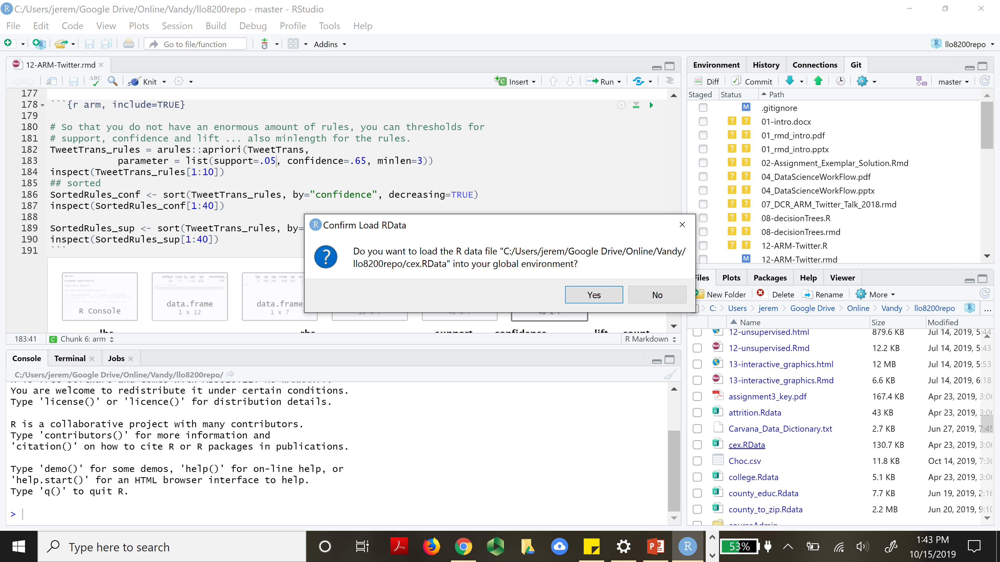 C:/Users/jerem/Google Drive/Online/Vandy/llo8200repo - master - RStudio
File Edit Code View Plots Session Build Debug Profile Tools Help
Go to file/function Addins llo8200repo
12-ARM-Twitter.rmd
ABC Knit Insert Run
177
178 ```{r arm, include=TRUE}
179
180 # So that you do not have an enormous amount of rules, you can thresholds for
181 # support, confidence and lift ... also minlength for the rules.
182 TweetTrans_rules = arules::apriori(TweetTrans,
183 parameter = list(support=.05, confidence=.65, minlen=3))
184 inspect(TweetTrans_rules[1:10])
185 ## sorted
186 SortedRules_conf <- sort(TweetTrans_rules, by="confidence", decreasing=TRUE)
187 inspect(SortedRules_conf[1:40])
188
189 SortedRules_sup <- sort(TweetTrans_rules, by=
190 inspect(SortedRules_sup[1:40])
191 ```
R Console
data.frame
1 x 12
data.frame
1 x 7
lhs rhs support confidence lift count
183:41 Chunk 6: arm R Markdown
Confirm Load RData
Do you want to load the R data file "C:/Users/jerem/Google Drive/Online/Vandy/
llo8200repo/cex.RData" into your global environment?
Yes No
Console Terminal Jobs
C:/Users/jerem/Google Drive/Online/Vandy/llo8200repo/
You are welcome to redistribute it under certain conditions.
Type 'license()' or 'licence()' for distribution details.
R is a collaborative project with many contributors.
Type 'contributors()' for more information and
'citation()' on how to cite R or R packages in publications.
Type 'demo()' for some demos, 'help()' for on-line help, or
'help.start()' for an HTML browser interface to help.
Type 'q()' to quit R.
>
Environment History Connections Git
Diff Commit master
Staged Status Path
M .gitignore
? ? 01-intro.docx
? ? 01_rmd_intro.pdf
? ? 01_rmd_intro.pptx
? ? 02-Assignment_Exemplar_Solution.Rmd
? ? 04_DataScienceWorkFlow.pdf
? ? 04_DataScienceWorkFlow.pptx
? ? 07_DCR_ARM_Twitter_Talk_2018.rmd
? ? 08-decisionTrees.R
? ? 08-decisionTrees.rmd
? ? 12-ARM-Twitter.R
M 12-ARM-Twitter.rmd
Files Plots Packages Help Viewer
New Folder Delete Rename More
C: Users jerem Google Drive Online Vandy llo8200repo ...
Name Size Modified
12-unsupervised.html 879.6 KB Jul 14, 2019, 5:44
12-unsupervised.Rmd 12.2 KB Jul 14, 2019, 5:43
13-interactive_graphics.html 12 MB Jul 14, 2019, 5:53
13-interactive_graphics.Rmd 6.6 KB Jul 14, 2019, 6:18
assignment3_key.pdf 167.4 KB Apr 23, 2019, 3:06
attrition.Rdata 43 KB Apr 23, 2019, 3:06
Carvana_Data_Dictionary.txt 2.7 KB Jun 27, 2019, 7:45
cex.RData 130.7 KB Apr 23, 2019, 3:06
Choc.csv 11.8 KB Oct 14, 2019, 7:30
college.Rdata 5.1 KB Apr 23, 2019, 3:06
county_educ.Rdata 7.7 KB Jun 19, 2019, 2:16
county_to_zip.Rdata 2.2 MB Jun 20, 2019, 9:10
courseAdmin
Type here to search
53%
1:43 PM
10/15/2019